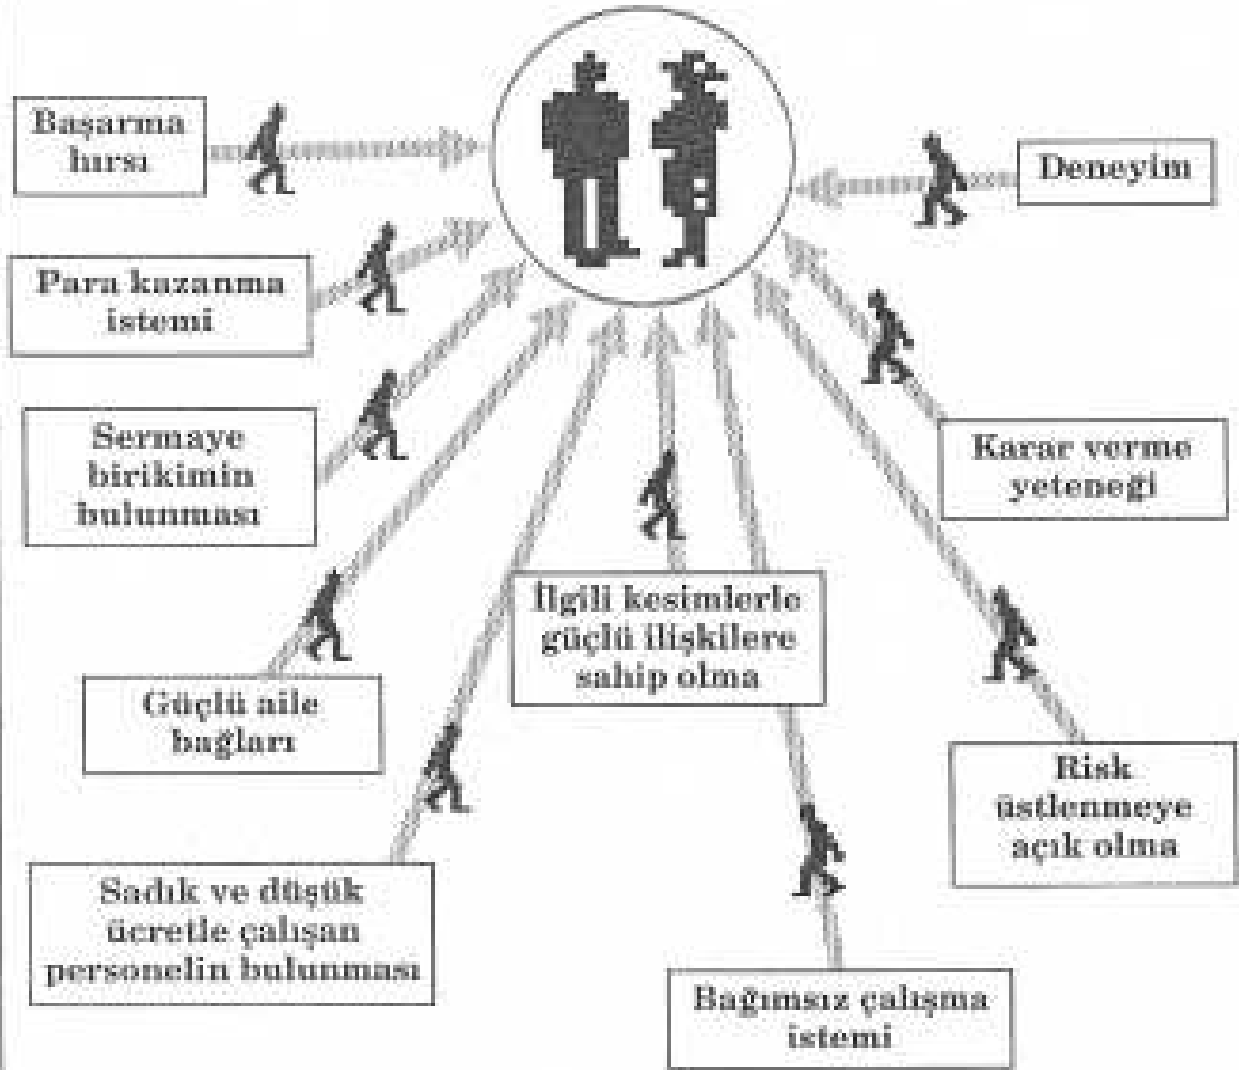 Başarma
hırsı
Deneyim
Para kazanma
istemi
Sermaye
birikimin
bulunması
Karar verme
yeteneği
İlgili kesimlerle
güçlü ilişkilere
sahip olma
Güçlü aile
bağları
Risk
üstlenmeye
açık olma
Sadık ve düşük
ücretle çalışan
personelin bulunması
Bağımsız çalışma
istemi